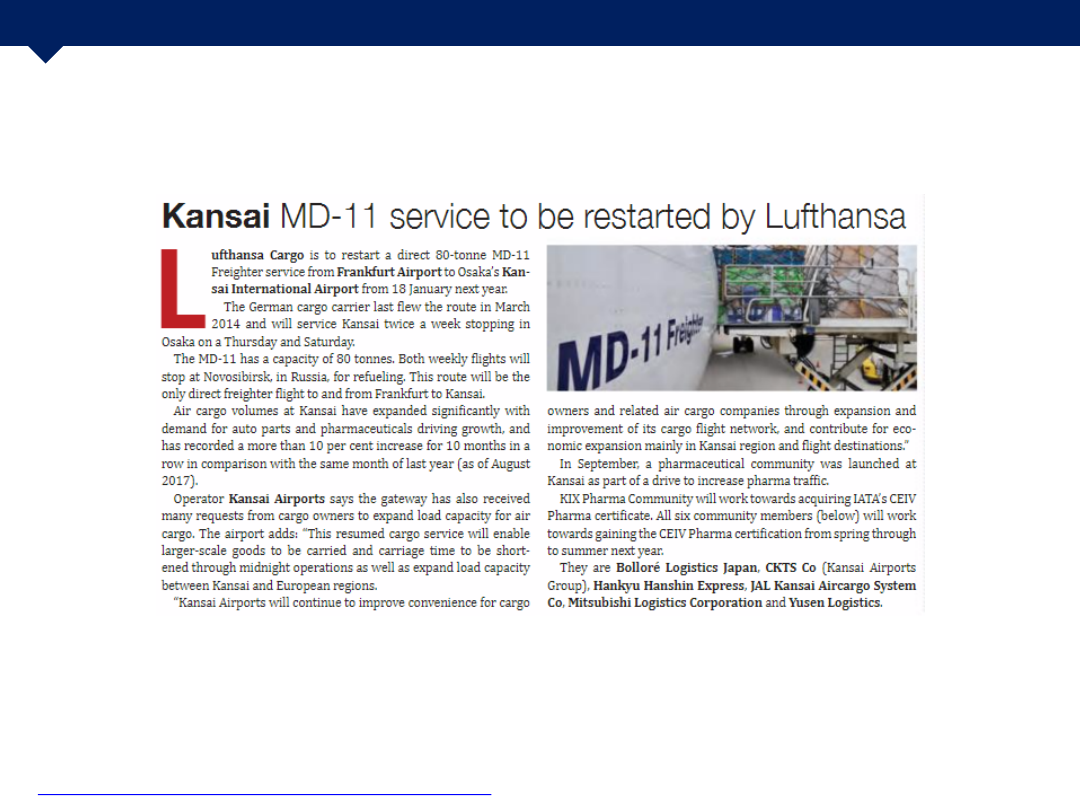 Kansai MD-11 service to be restarted by Lufthansa
Lufthansa Cargo is to restart a direct 80-tonne MD-11
Freighter service from Frankfurt Airport to Osaka's Kan-
sai International Airport from 18 January next year.
The German cargo carrier last flew the route in March
2014 and will service Kansai twice a week stopping in
Osaka on a Thursday and Saturday.
The MD-11 has a capacity of 80 tonnes. Both weekly flights will
stop at Novosibirsk, in Russia, for refueling. This route will be the
only direct freighter flight to and from Frankfurt to Kansai.
Air cargo volumes at Kansai have expanded significantly with
demand for auto parts and pharmaceuticals driving growth, and
has recorded a more than 10 per cent increase for 10 months in a
row in comparison with the same month of last year (as of August
2017).
Operator Kansai Airports says the gateway has also received
many requests from cargo owners to expand load capacity for air
cargo. The airport adds: “This resumed cargo service will enable
larger-scale goods to be carried and carriage time to be short-
ened through midnight operations as well as expand load capacity
between Kansai and European regions.
“Kansai Airports will continue to improve convenience for cargo
MD-11 Freighter
owners and related air cargo companies through expansion and
improvement of its cargo flight network, and contribute for eco-
nomic expansion mainly in Kansai region and flight destinations.”
In September, a pharmaceutical community was launched at
Kansai as part of a drive to increase pharma traffic.
KIX Pharma Community will work towards acquiring IATA's CEIV
Pharma certificate. All six community members (below) will work
towards gaining the CEIV Pharma certification from spring through
to summer next year.
They are Bolloré Logistics Japan, CKTS Co (Kansai Airports
Group), Hankyu Hanshin Express, JAL Kansai Aircargo System
Co, Mitsubishi Logistics Corporation and Yusen Logistics.